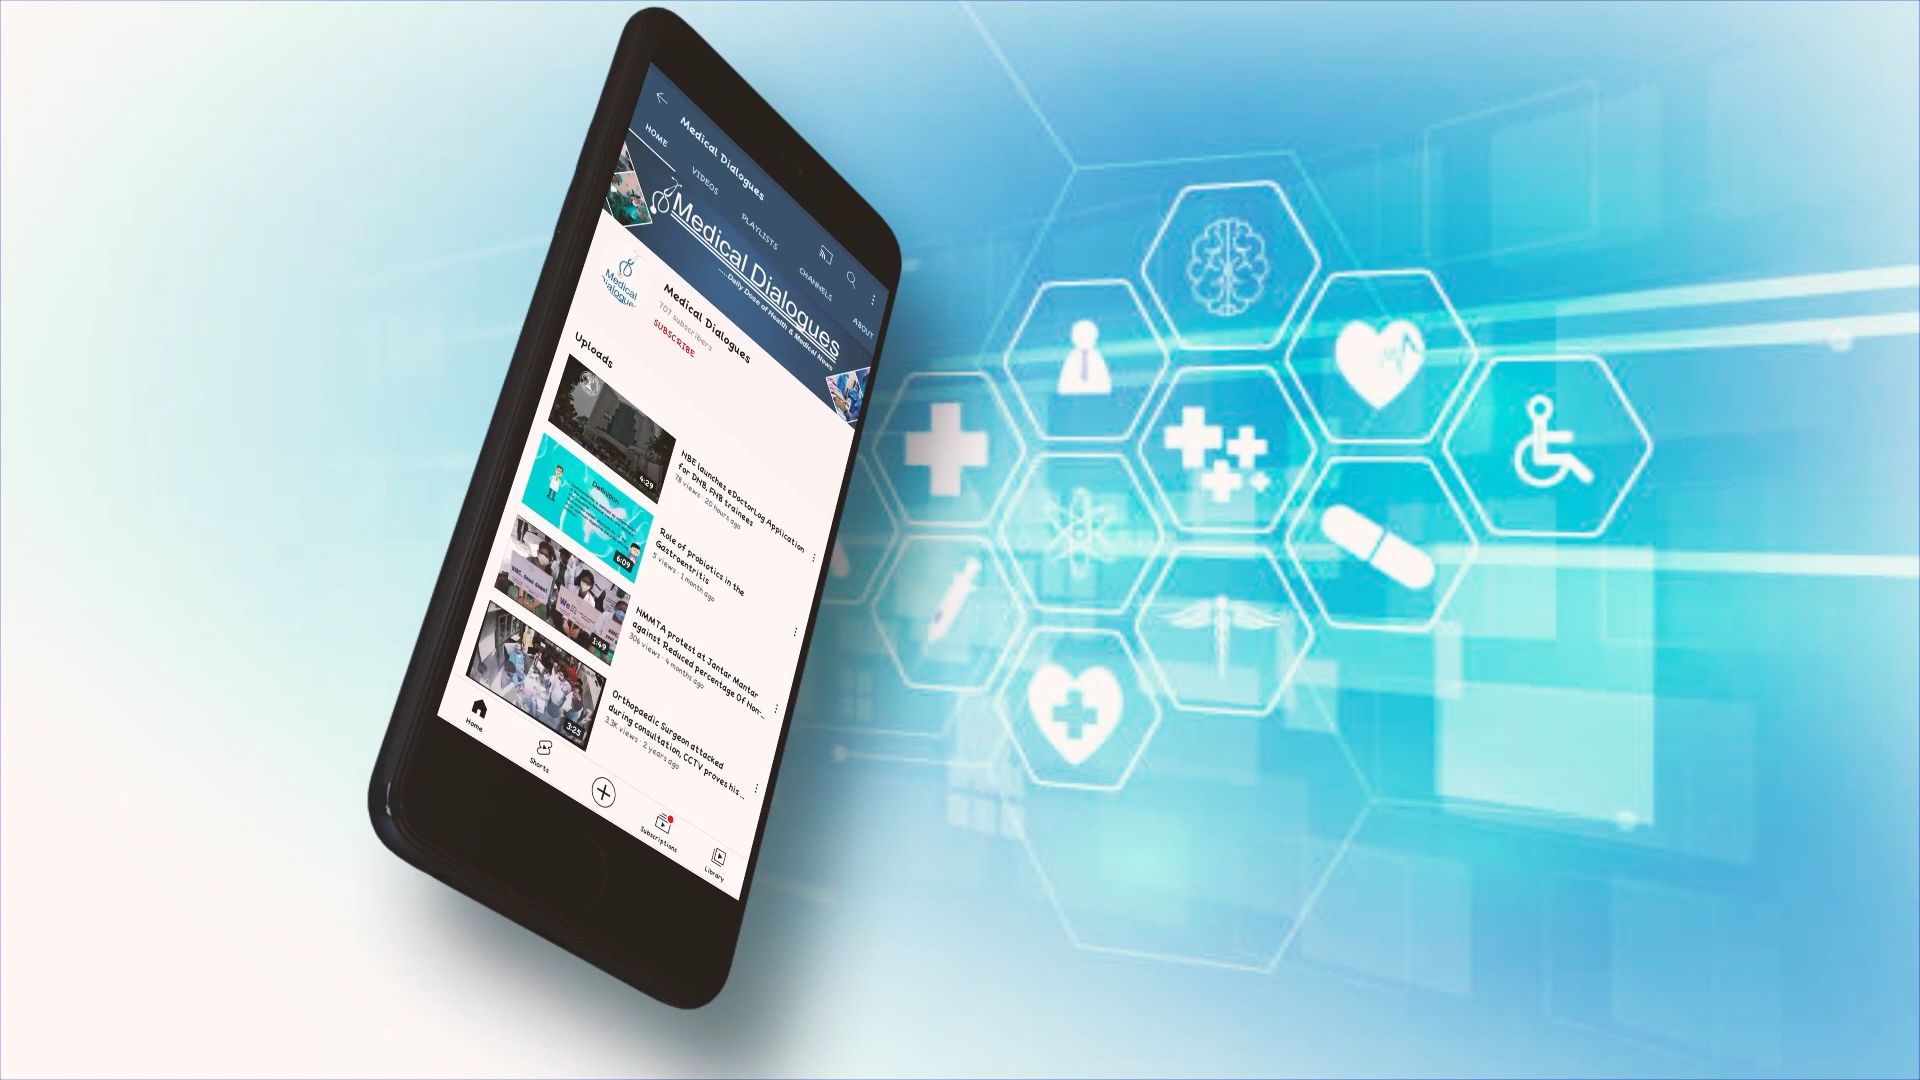 Medical Dialogues
HOME
VIDEOS
PLAYLISTS
CHANNELS
ABOUT
Medical Dialogues
.....Daily Dose of Health & Medical News
Medical
Medical Dialogues
707 subscribers
SUBSCRIBE
Uploads
4:29
NBE launches eDoctorLog Application
for DNB, FNB trainees
78 views · 20 hours ago
Definition
6:09
Role of probiotics in the
Gastroentritis
5 views · 1 month ago
We
1:49
NMMTA protest at Jantar Mantar
against Reduced percentage Of Non-...
306 views · 4 months ago
3:25
Orthopaedic Surgeon attacked
during consultation, CCTV proves his ...
3.3K views · 2 years ago
Home
Shorts
Subscriptions
Library